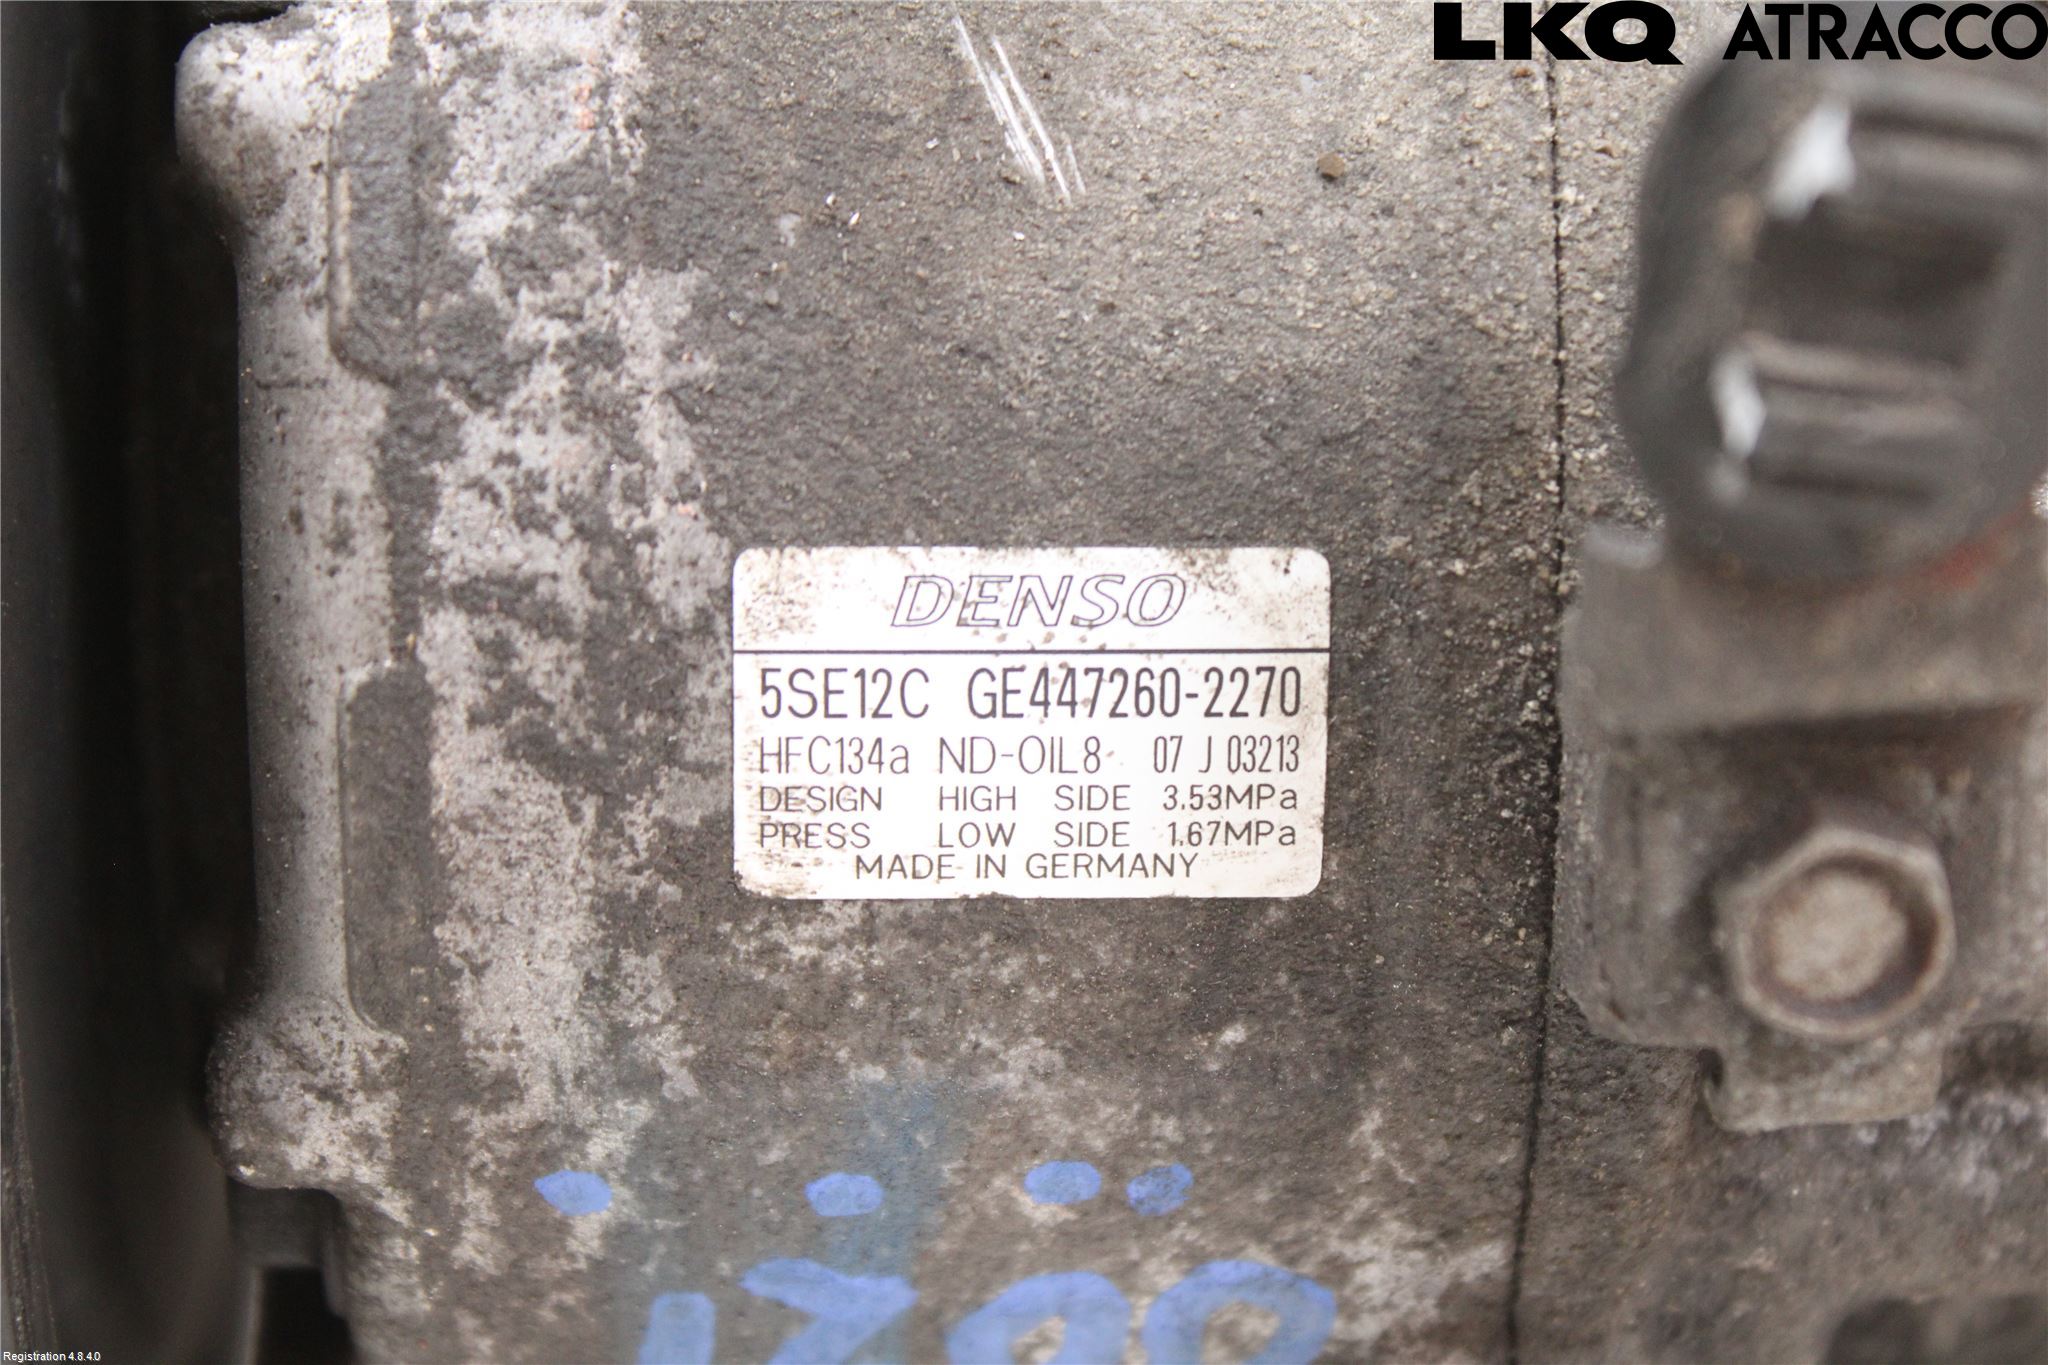 LKQ ATRACCO
DENSO
5SE12C GE447260-2270
HFC134a ND-OIL8 07 J 03213
DESIGN HIGH SIDE 3.53MPa
PRESS LOW SIDE 1.67MPa
MADE IN GERMANY
Registration 4.8.4.0